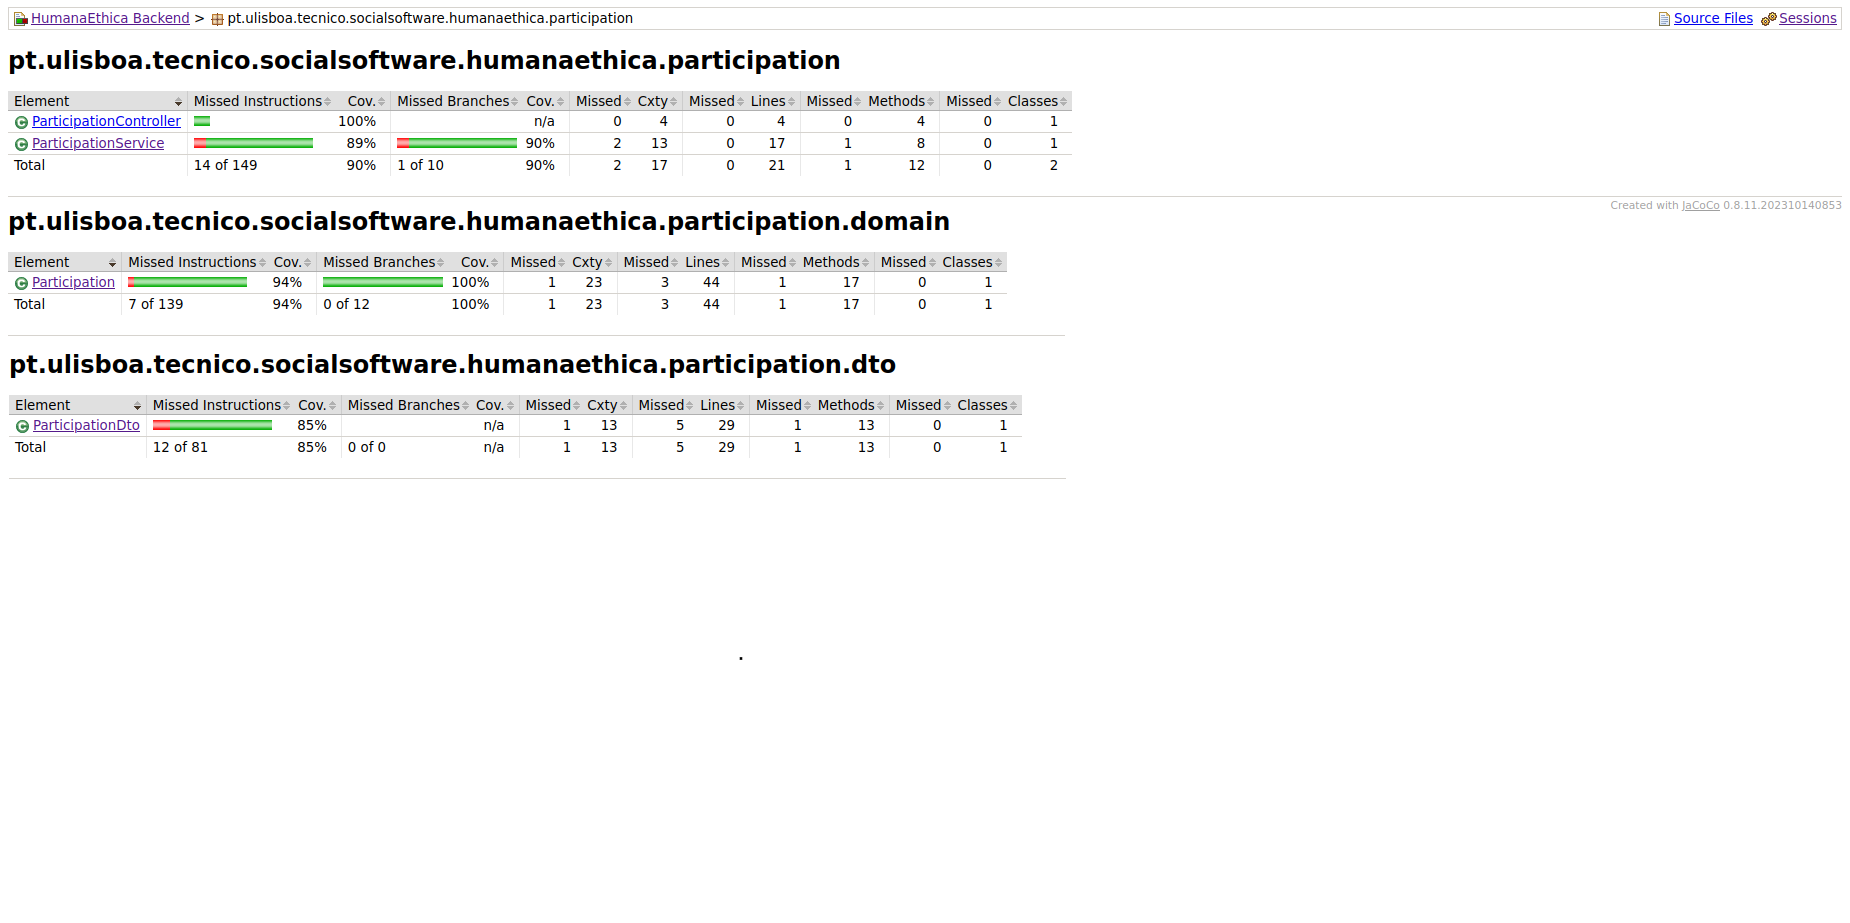 HumanaEthica Backend > pt.ulisboa.tecnico.socialsoftware.humanaethica.participation Source Files Sessions
pt.ulisboa.tecnico.socialsoftware.humanaethica.participation
Element Missed Instructions Cov. Missed Branches Cov. Missed Cxty Missed Lines Missed Methods Missed Classes
ParticipationController 100% n/a 0 4 0 4 0 4 0 1
ParticipationService 89% 90% 2 13 0 17 1 8 0 1
Total 14 of 149 90% 1 of 10 90% 2 17 0 21 1 12 0 2
Created with JaCoCo 0.8.11.202310140853
pt.ulisboa.tecnico.socialsoftware.humanaethica.participation.domain
Element Missed Instructions Cov. Missed Branches Cov. Missed Cxty Missed Lines Missed Methods Missed Classes
Participation 94% 100% 1 23 3 44 1 17 0 1
Total 7 of 139 94% 0 of 12 100% 1 23 3 44 1 17 0 1
pt.ulisboa.tecnico.socialsoftware.humanaethica.participation.dto
Element Missed Instructions Cov. Missed Branches Cov. Missed Cxty Missed Lines Missed Methods Missed Classes
ParticipationDto 85% n/a 1 13 5 29 1 13 0 1
Total 12 of 81 85% 0 of 0 n/a 1 13 5 29 1 13 0 1
.